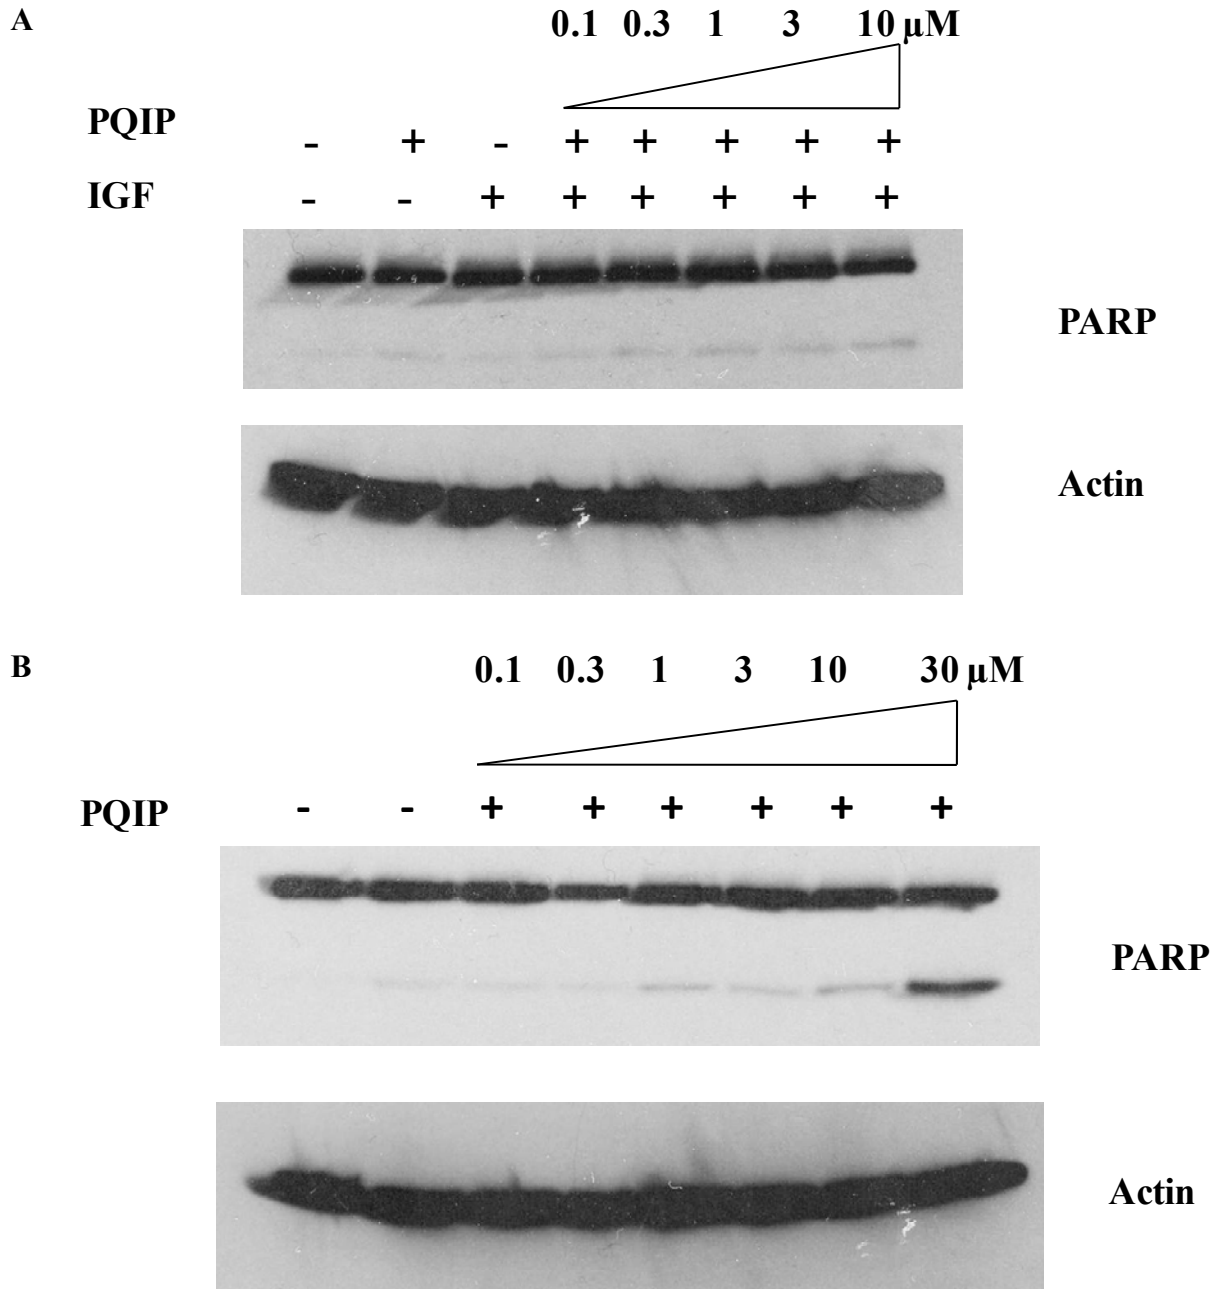 A
0.1 0.3 1 3 10 µM
PQIP - + - + + + + +
IGF - - + + + + + +
PARP
Actin
B
0.1 0.3 1 3 10 30 µM
PQIP - - + + + + + +
PARP
Actin